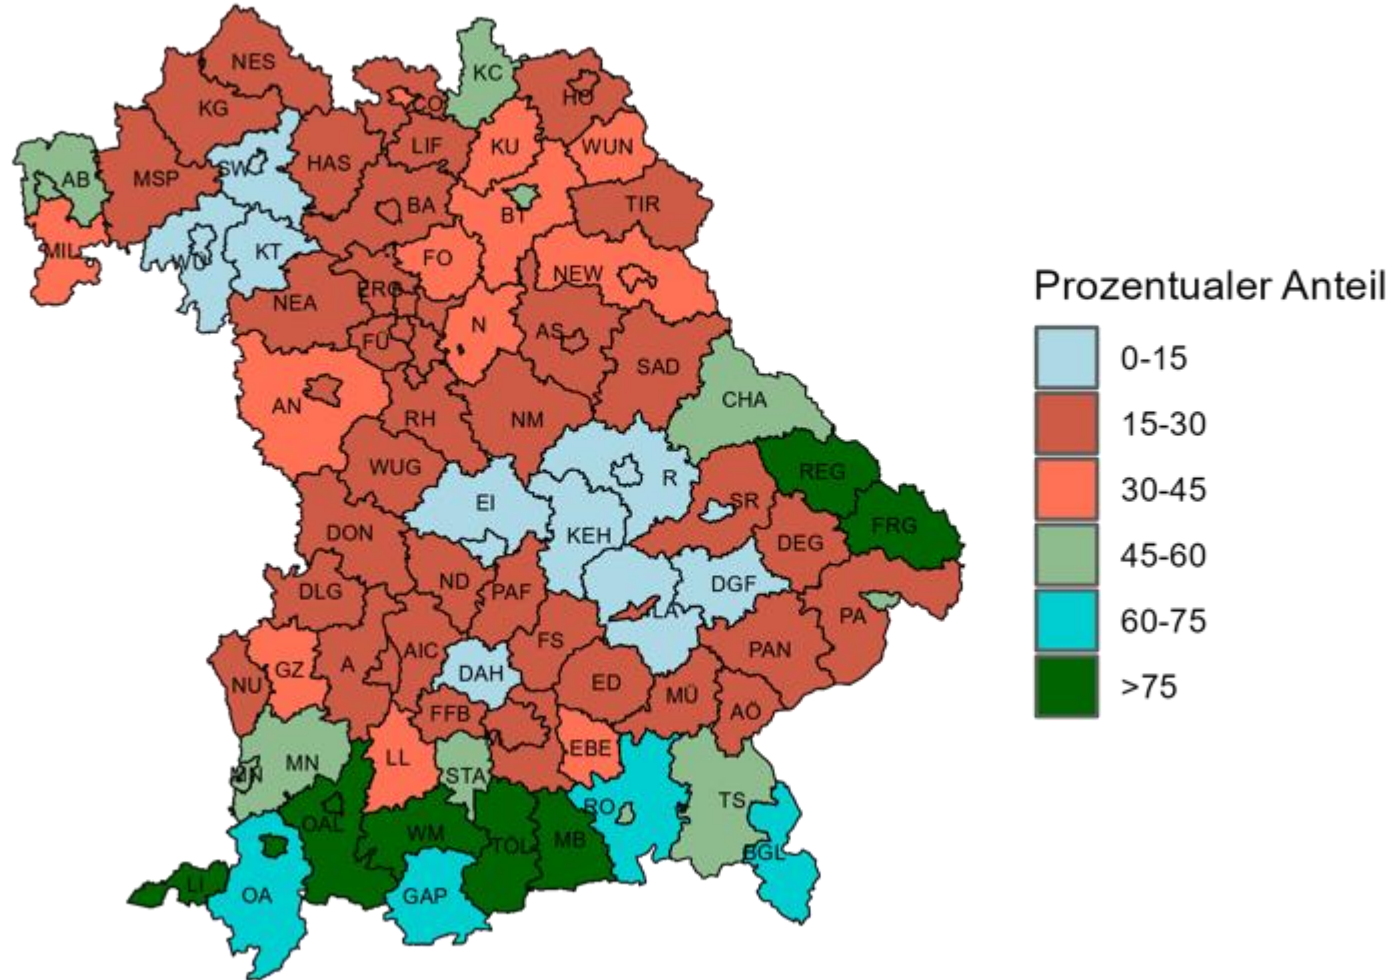 NES
KC
KG
CO
HO
LIF
KU
WUN
HAS
SW
AB
MSP
BA
BT
TIR
MIL
WÜ
KT
FO
NEW
NEA
ERG
N
FÜ
AS
SAD
CHA
AN
RH
NM
WUG
REG
R
EI
SR
FRG
DON
KEH
DEG
ND
PAF
DGF
DLG
LA
PA
FS
AIC
PAN
GZ
A
DAH
NU
ED
MÜ
AÖ
FFB
M
EBE
LL
MN
MN
STA
RO
TS
OAL
WM
TÖL
MB
BGL
LI
OA
GAP
Prozentualer Anteil
0-15
15-30
30-45
45-60
60-75
>75